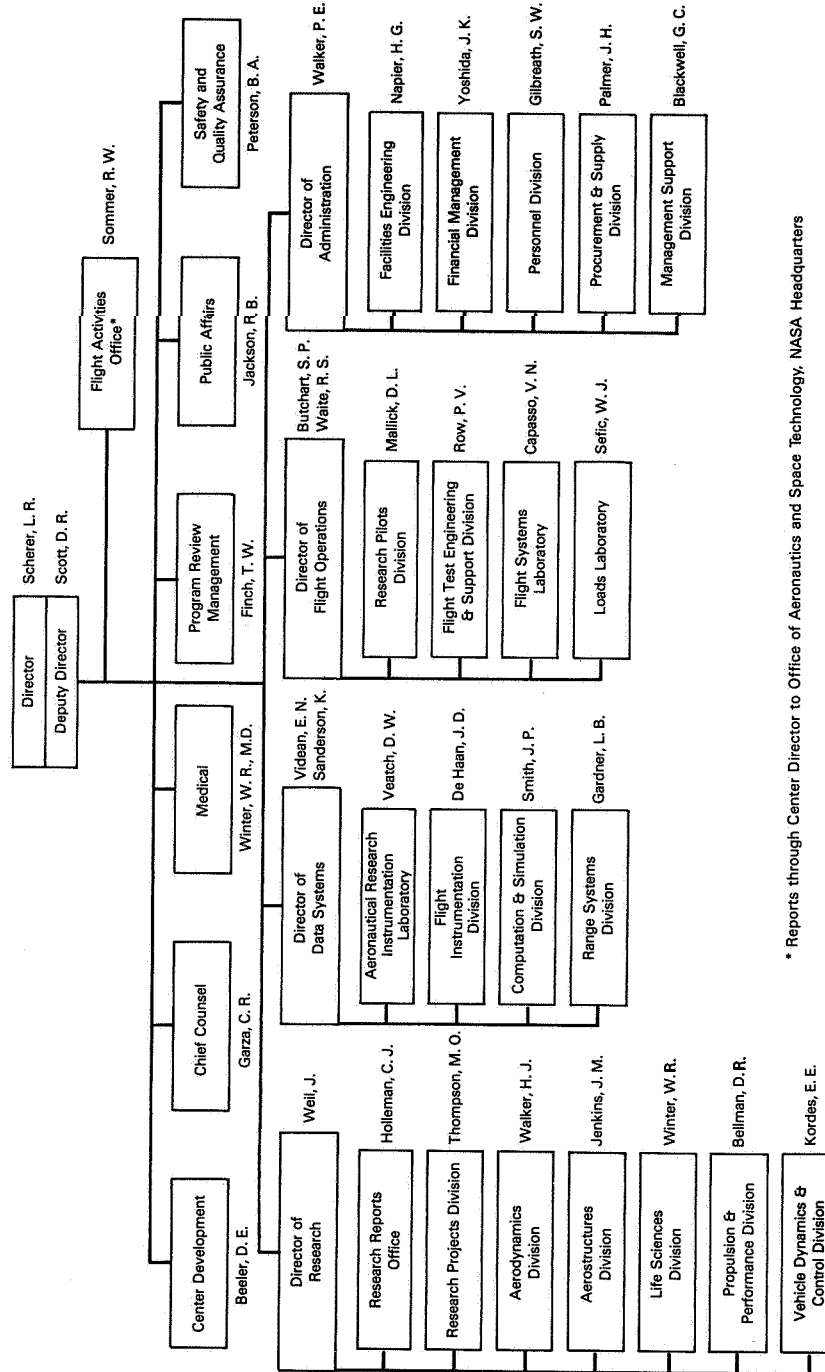 Director
Scherer, L. R.
Deputy Director
Scott, D. R.
Flight Activities
Office*
Sommer, R. W.
Center Development
Beeler, D. E.
Chief Counsel
Garza, C. R.
Medical
Winter, W. R., M.D.
Program Review
Management
Finch, T. W.
Public Affairs
Jackson, R. B.
Safety and
Quality Assurance
Peterson, B. A.
Director of
Research
Weil, J.
Research Reports
Office
Holleman, C. J.
Research Projects Division
Thompson, M. O.
Aerodynamics
Division
Walker, H. J.
Aerostructures
Division
Jenkins, J. M.
Life Sciences
Division
Winter, W. R.
Propulsion &
Performance Division
Bellman, D. R.
Vehicle Dynamics &
Control Division
Kordes, E. E.
Director of
Data Systems
Videan, E. N.
Sanderson, K.
Aeronautical Research
Instrumentation
Laboratory
Veatch, D. W.
Flight
Instrumentation
Division
De Haan, J. D.
Computation & Simulation
Division
Smith, J. P.
Range Systems
Division
Gardner, L. B.
Director of
Flight Operations
Butchart, S. P.
Waite, R. S.
Research Pilots
Division
Mallick, D. L.
Flight Test Engineering
& Support Division
Row, P. V.
Flight Systems
Laboratory
Capasso, V. N.
Loads Laboratory
Sefic, W. J.
Director of
Administration
Walker, P. E.
Facilities Engineering
Division
Napier, H. G.
Financial Management
Division
Yoshida, J. K.
Personnel Division
Gilbreath, S. W.
Procurement & Supply
Division
Palmer, J. H.
Management Support
Division
Blackwell, G. C.
* Reports through Center Director to Office of Aeronautics and Space Technology, NASA Headquarters